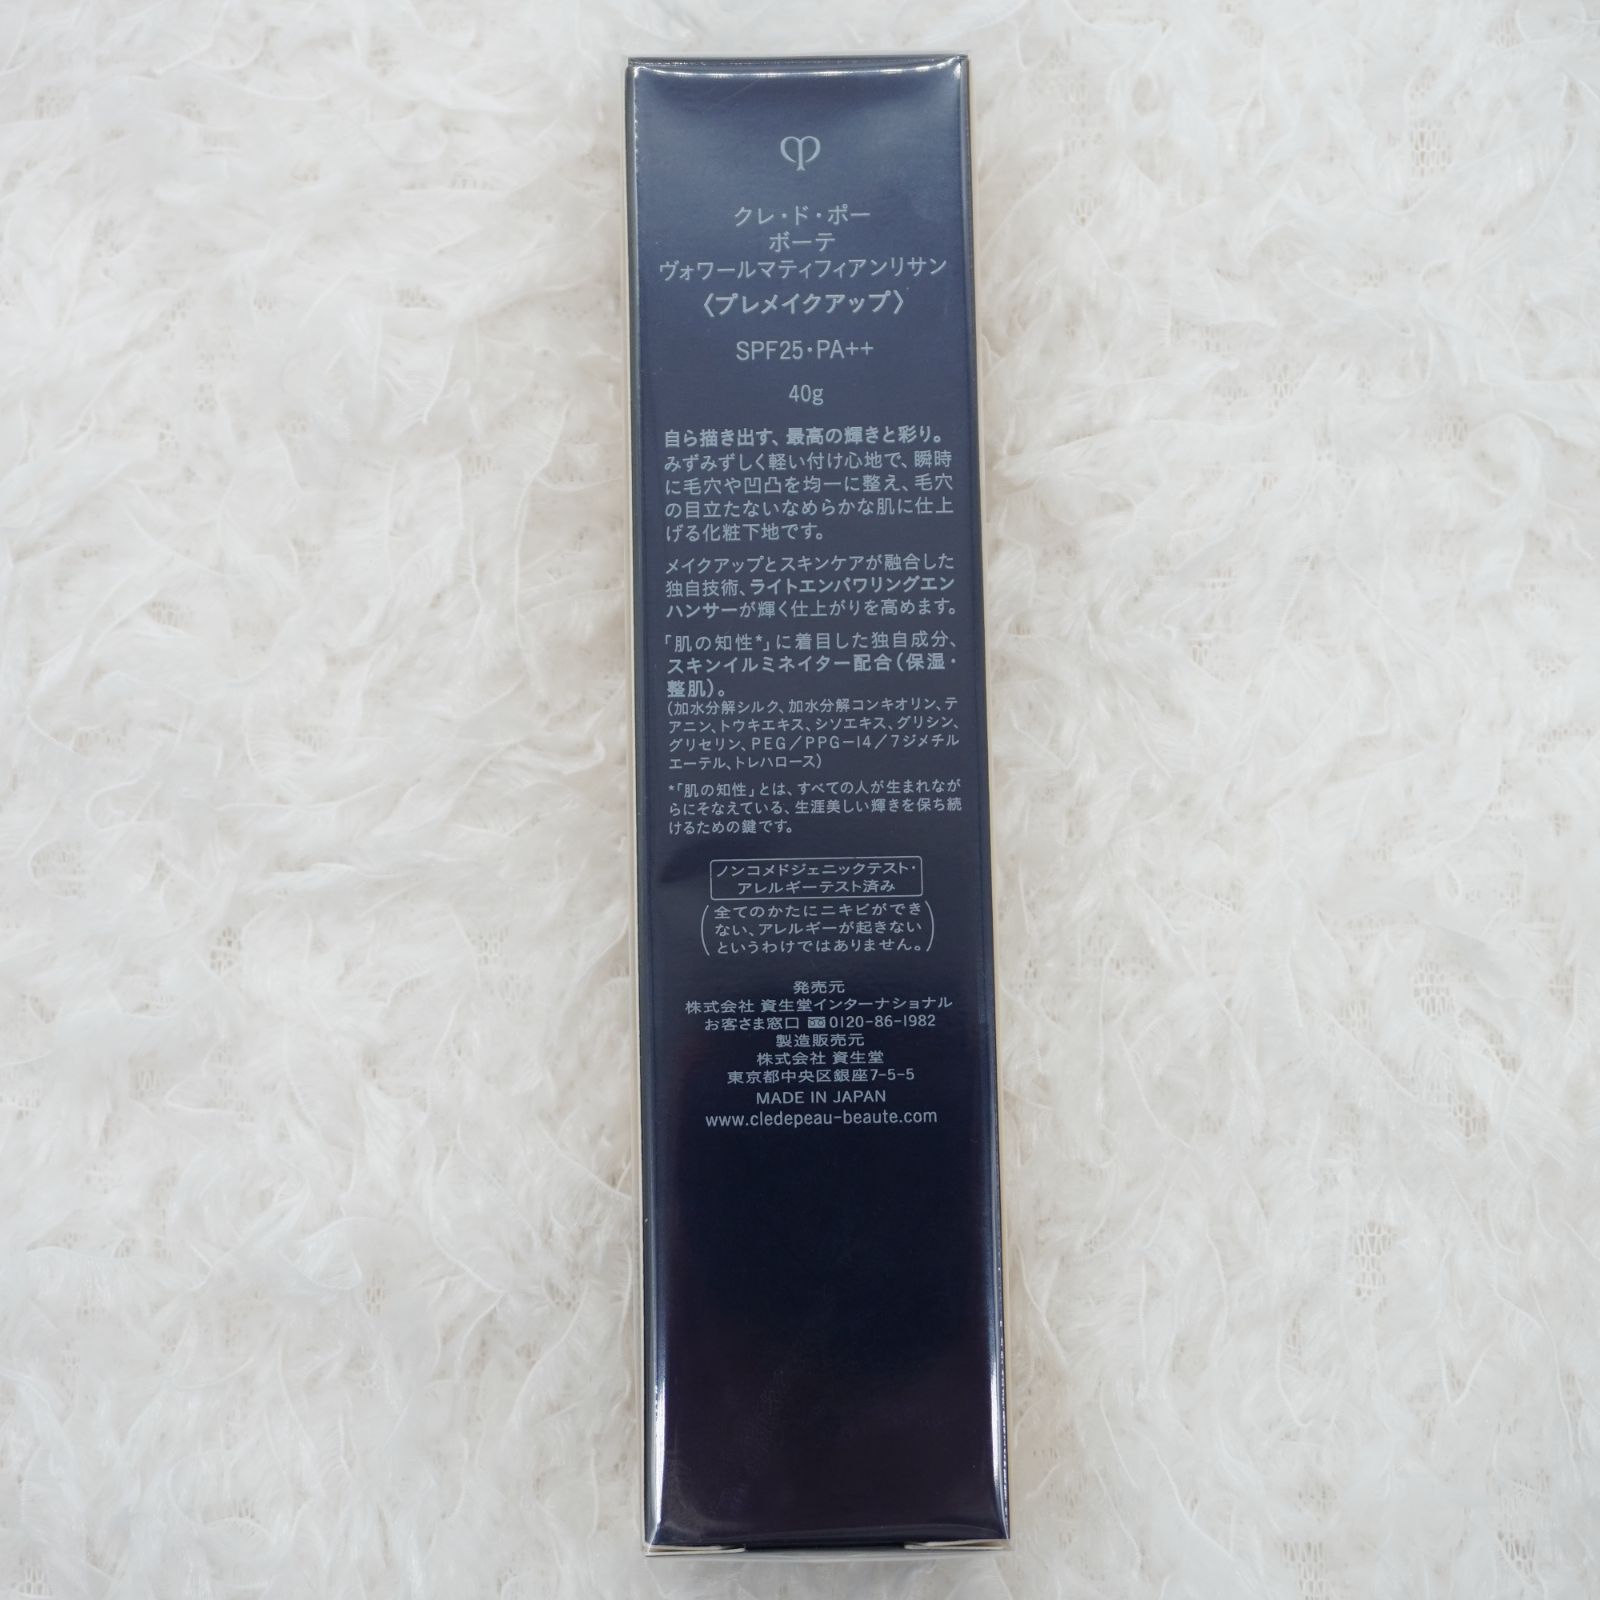 クレ・ド・ポー
ボーテ
ヴォワールマティフィアンリサン
〈プレメイクアップ〉
SPF25・PA++
40g
自ら描き出す、最高の輝きと彩り。
みずみずしく軽い付け心地で、瞬時
に毛穴や凹凸を均一に整え、毛穴
の目立たないなめらかな肌に仕上
げる化粧下地です。
メイクアップとスキンケアが融合した
独自技術、ライトエンパワリングエン
ハンサーが輝く仕上がりを高めます。
「肌の知性*」に着目した独自成分、
スキンイルミネイター配合(保湿・
整肌)。
(加水分解シルク、加水分解コンキオリン、テ
アニン、トウキエキス、シソエキス、グリシン、
グリセリン、PEG/PPG-14/7ジメチル
エーテル、トレハロース)
*「肌の知性」とは、すべての人が生まれなが
らにそなえている、生涯美しい輝きを保ち続
けるための鍵です。
ノンコメドジェニックテスト・
アレルギーテスト済み
(全てのかたにニキビができ
ない、アレルギーが起きない
というわけではありません。)
発売元
株式会社 資生堂インターナショナル
お客さま窓口 0120-86-1982
製造販売元
株式会社 資生堂
東京都中央区銀座7-5-5
MADE IN JAPAN
www.cledepeau-beaute.com